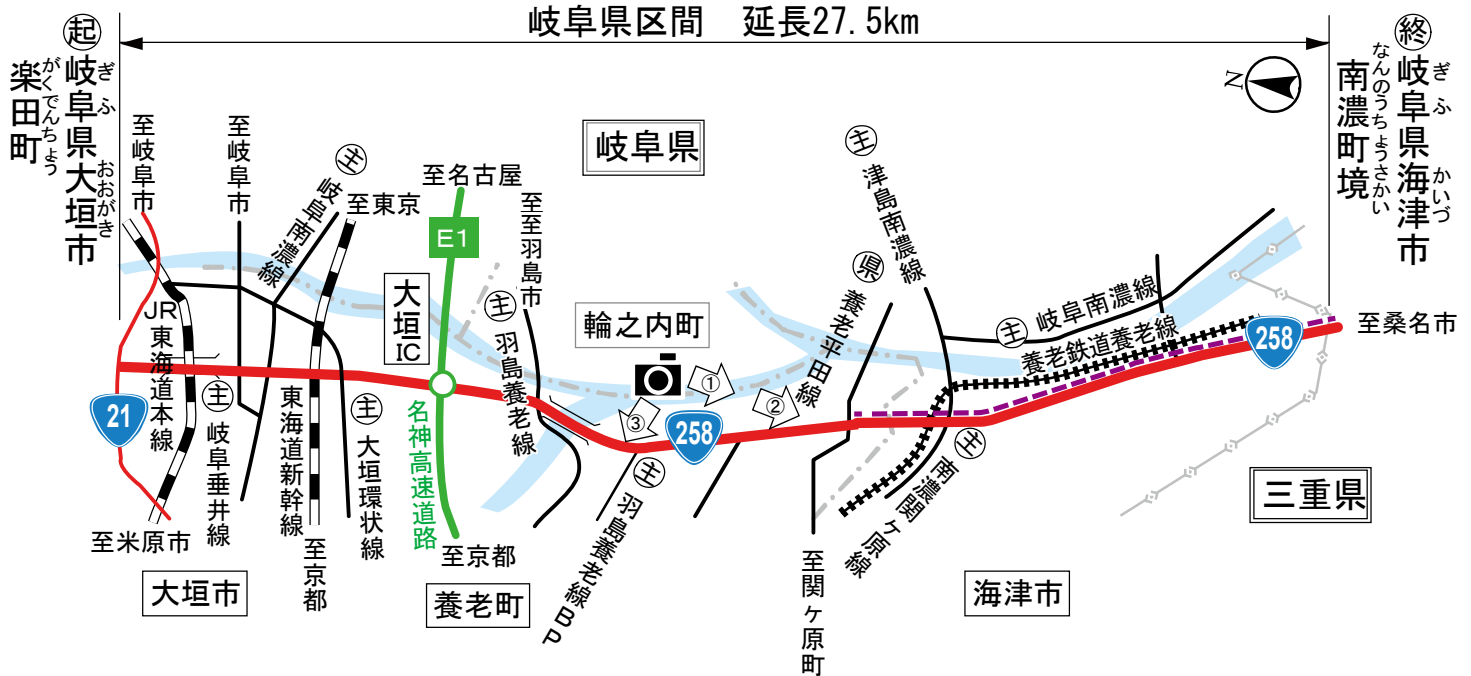 岐阜県区間 延長27.5km
起
岐阜県大垣市
ぎふ
おおがき
楽田町
がくでんちょう
終
岐阜県海津市
ぎふ
かいづ
南濃町境
なんのうちょうさかい
N
岐阜県
至岐阜市
至岐阜市
主
岐阜南濃線
至東京
至名古屋
E1
大垣
IC
至至羽島市
主
羽島養老線
輪之内町
主
津島南濃線
県
養老平田線
主 岐阜南濃線
養老鉄道養老線
258
至桑名市
21
JR
東海道本線
主
岐阜垂井線
東海道新幹線
主
大垣環状線
名神高速道路
①
②
③
258
主
羽島養老線BP
主
南濃関ヶ原線
至米原市
至京都
至京都
至関ヶ原町
大垣市
養老町
海津市
三重県